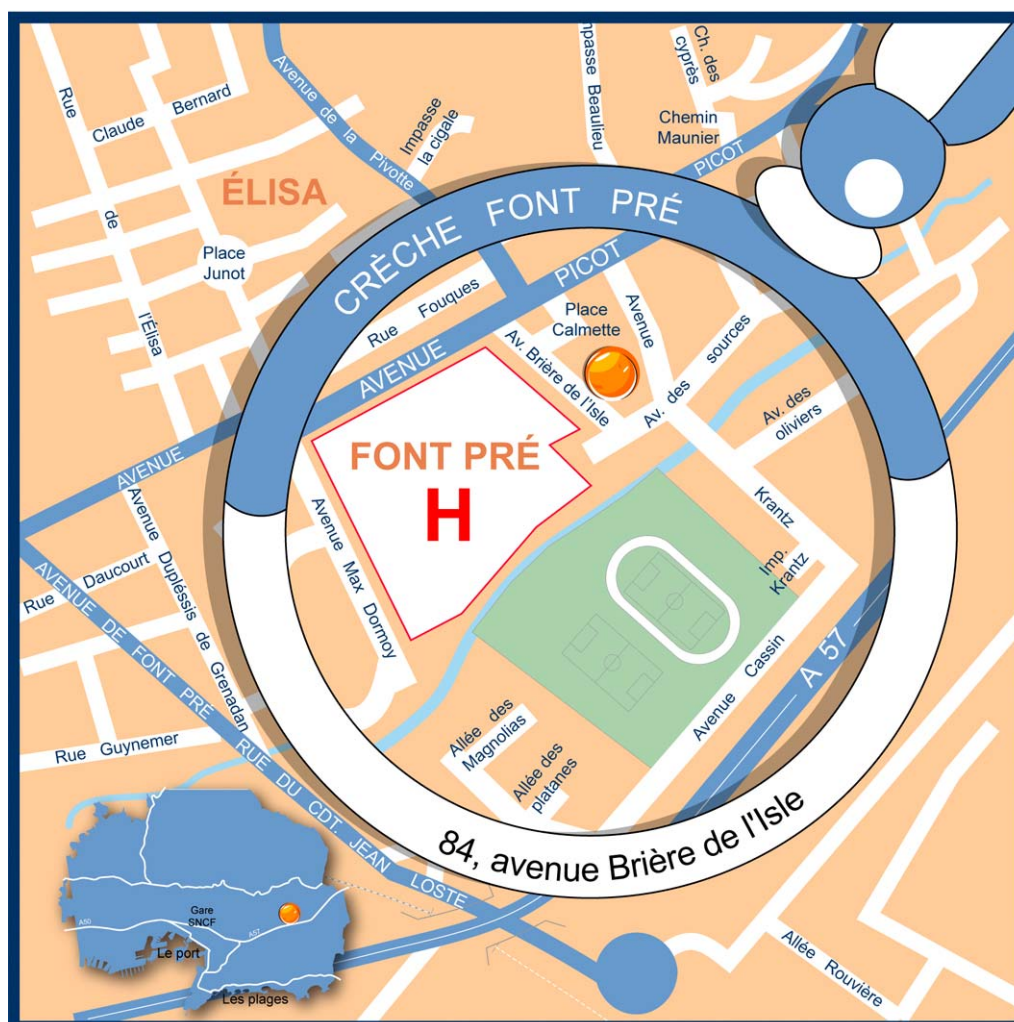 Rue
de
l'Élisa
Claude Bernard
Avenue de la Pivotte
Impasse
la cigale
Impasse Beaulieu
Ch. des
cyprès
Chemin
Maunier
PICOT
ÉLISA
Place
Junot
CRÈCHE FONT PRÉ
Rue Fouques
AVENUE PICOT
Place
Calmette
Avenue
Av. Brière de l'Isle
Av. des sources
Av. des
oliviers
AVENUE
FONT PRÉ
H
Avenue Max Dormoy
Krantz
Imp.
Krantz
Avenue Dupléssis de Grenadan
Rue Daucourt
AVENUE DE FONT PRÉ
RUE DU CDT. JEAN LOSTE
Rue Guynemer
Avenue Cassin
A 57
Allée des
Magnolias
Allée des
platanes
84, avenue Brière de l'Isle
Allée Rouvière
Gare
SNCF
A50
A57
Le port
Les plages